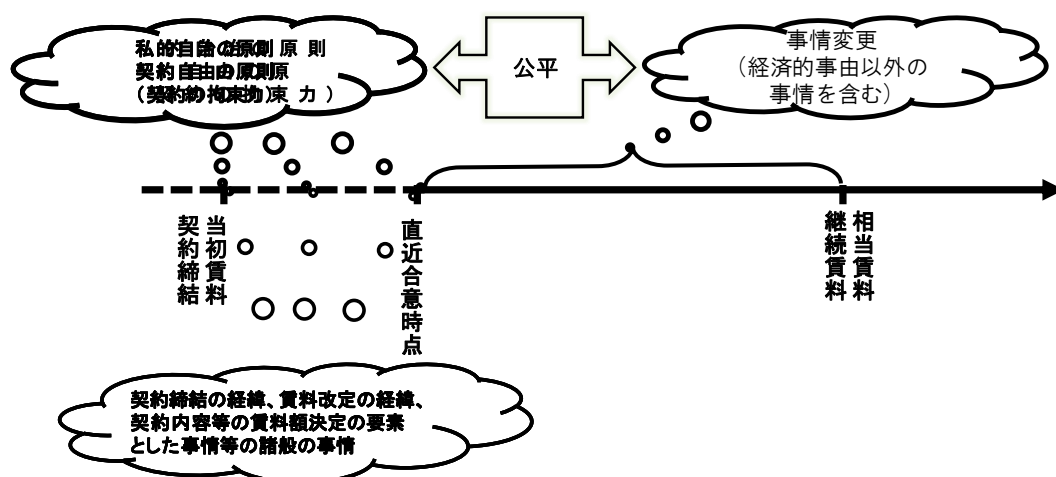 私的自治の原則
契約自由の原則
（契約の拘束力）
公平
事情変更
（経済的事由以外の
事情を含む）
契約締結
当初賃料
直近合意時点
継続賃料
相当賃料
契約締結の経緯、賃料改定の経緯、
契約内容等の賃料額決定の要素
とした事情等の諸般の事情